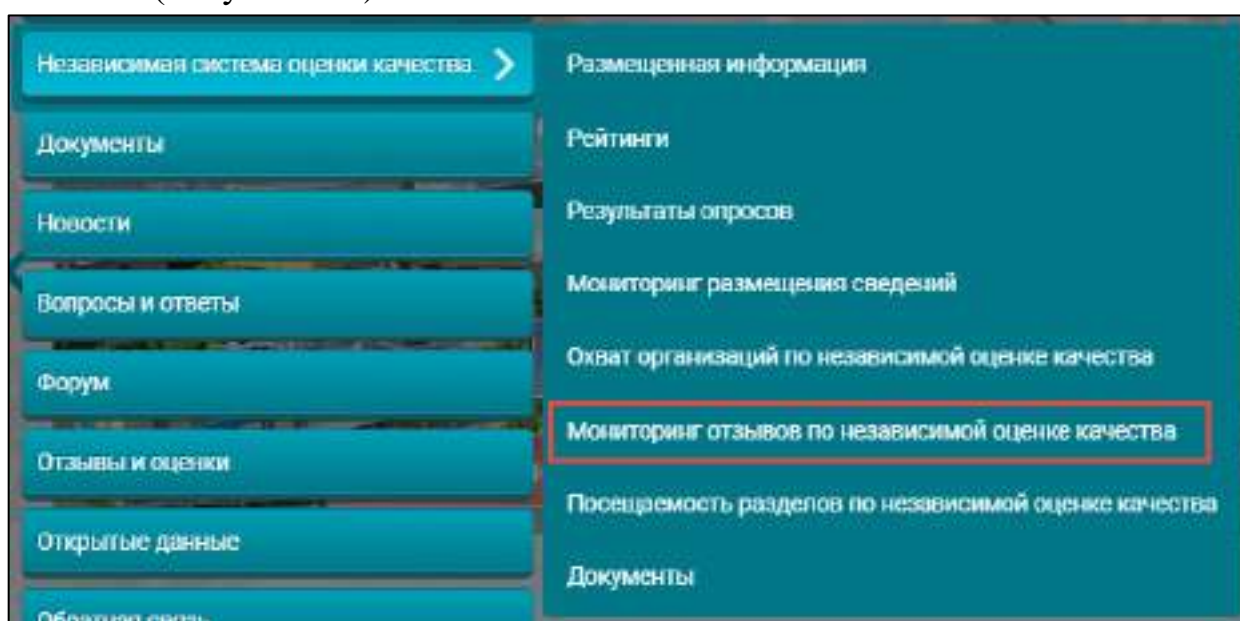 Независимая система оценки качества
Документы
Новости
Вопросы и ответы
Форум
Отзывы и оценки
Открытые данные
Обратная связь
Размещенная информация
Рейтинги
Результаты опросов
Мониторинг размещения сведений
Охват организаций по независимой оценке качества
Мониторинг отзывов по независимой оценке качества
Посещаемость разделов по независимой оценке качества
Документы